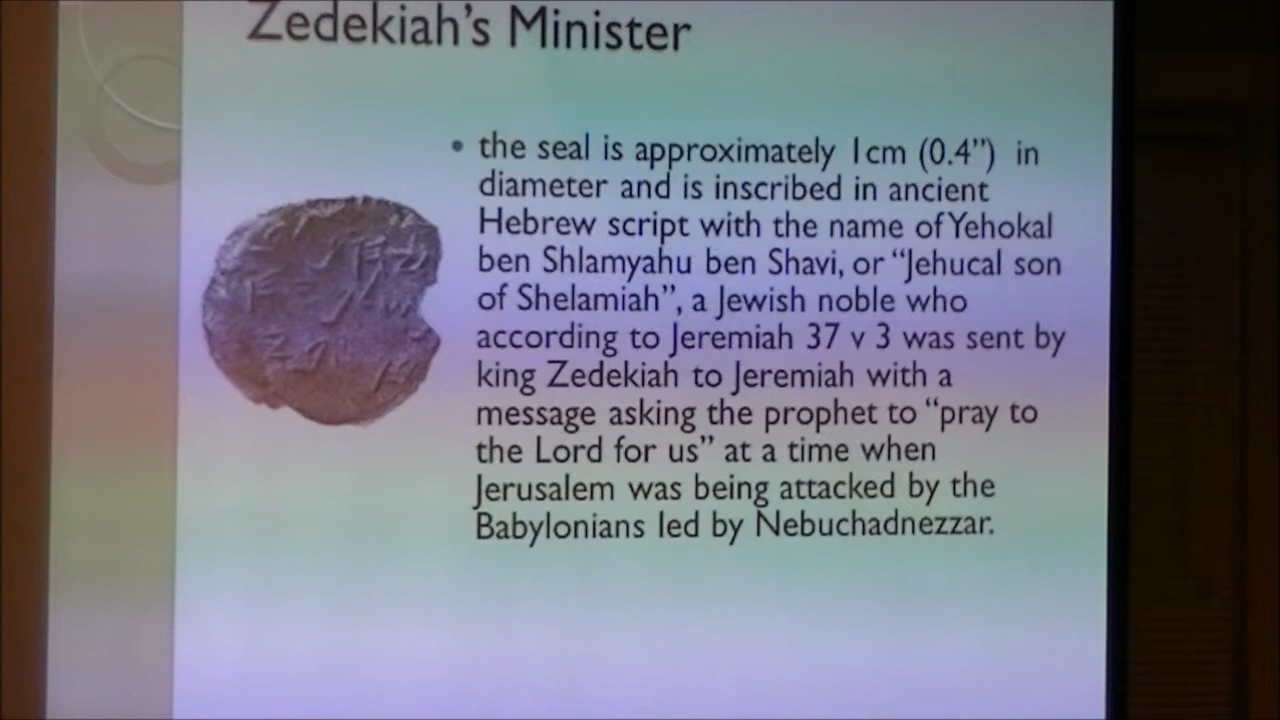 Zedekiah's Minister
• the seal is approximately 1cm (0.4") in
diameter and is inscribed in ancient
Hebrew script with the name of Yehokal
ben Shlamyahu ben Shavi, or “Jehucal son
of Shelamiah”, a Jewish noble who
according to Jeremiah 37 v 3 was sent by
king Zedekiah to Jeremiah with a
message asking the prophet to “pray to
the Lord for us” at a time when
Jerusalem was being attacked by the
Babylonians led by Nebuchadnezzar.